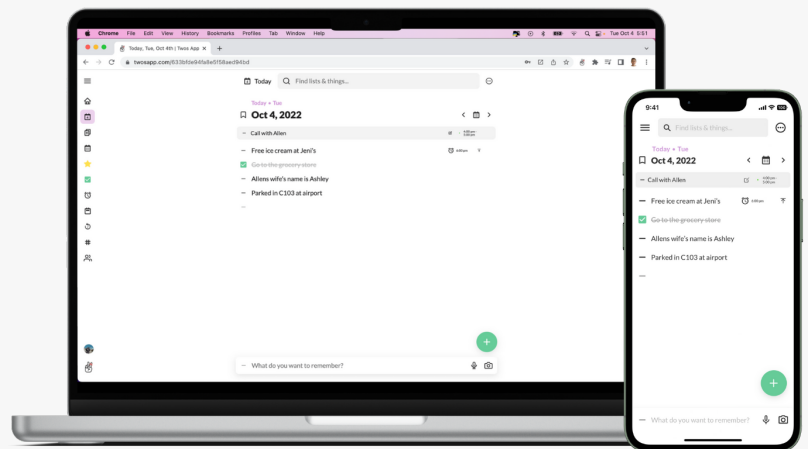 Chrome File Edit View History Bookmarks Profiles Tab Window Help
Tue Oct 4 5:51
Today, Tue, Oct 4th | Twos App
twosapp.com/633bfde94fa9e5f58aed94bd
Today
Find lists & things...
Today • Tue
Oct 4, 2022
– Call with Allen
– Free ice cream at Jeni's
Go to the grocery store
– Allens wife's name is Ashley
– Parked in C103 at airport
–
– What do you want to remember?
9:41
Find lists & things...
Today • Tue
Oct 4, 2022
– Call with Allen
– Free ice cream at Jeni's
Go to the grocery store
– Allens wife's name is Ashley
– Parked in C103 at airport
–
– What do you want to remember?